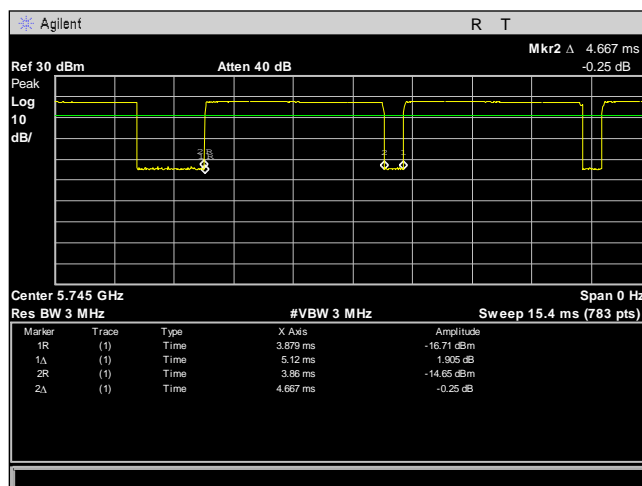 Agilent R T
Mkr2 Δ 4.667 ms
Ref 30 dBm Atten 40 dB -0.25 dB
Peak
Log
10
dB/
Center 5.745 GHz Span 0 Hz
Res BW 3 MHz #VBW 3 MHz Sweep 15.4 ms (783 pts)
Marker Trace Type X Axis Amplitude
1R (1) Time 3.879 ms -16.71 dBm
1Δ (1) Time 5.12 ms 1.905 dB
2R (1) Time 3.86 ms -14.65 dBm
2Δ (1) Time 4.667 ms -0.25 dB